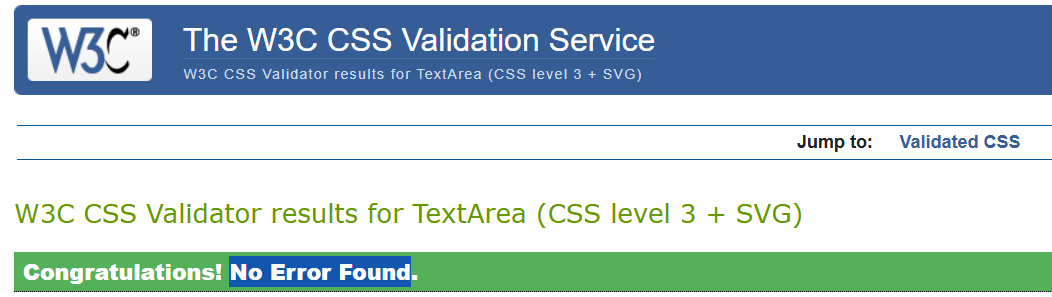 W3C®
The W3C CSS Validation Service
W3C CSS Validator results for TextArea (CSS level 3 + SVG)
Jump to: Validated CSS
W3C CSS Validator results for TextArea (CSS level 3 + SVG)
Congratulations! No Error Found.